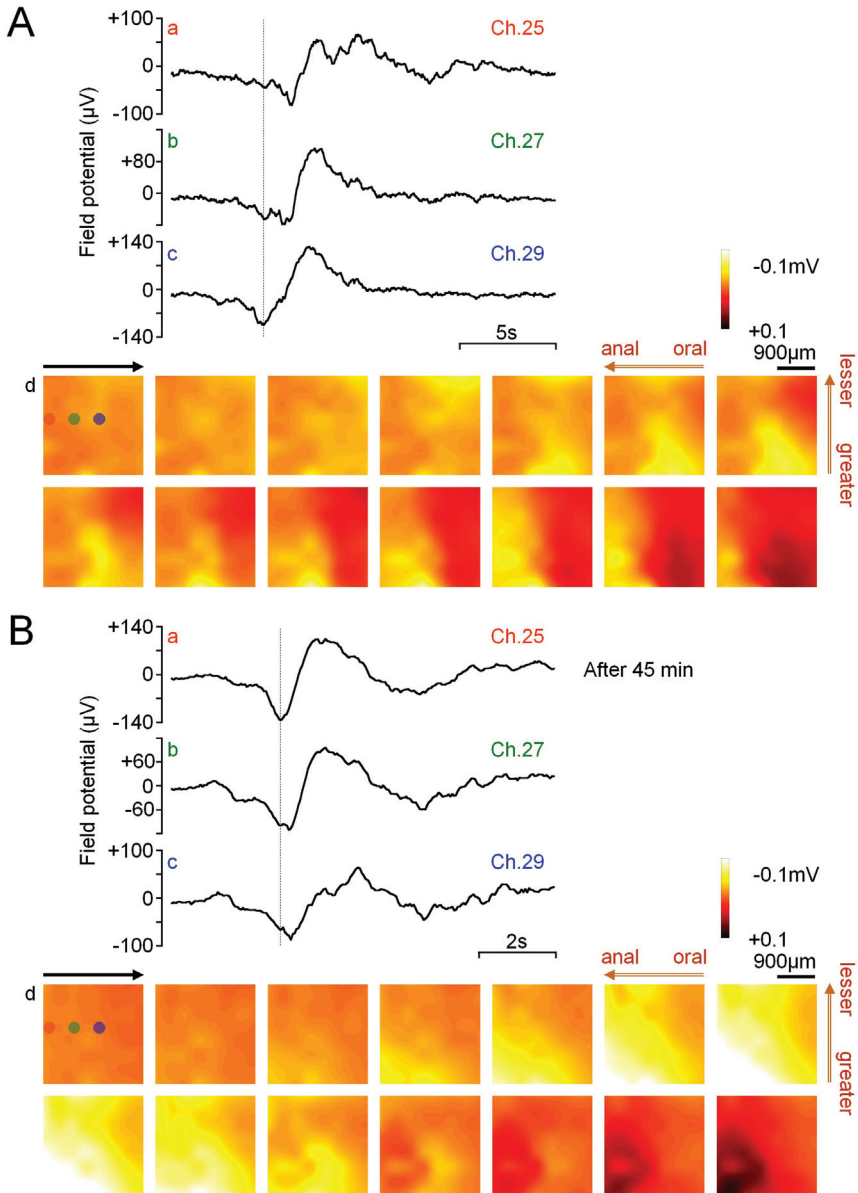 A
a
Ch.25
+100
0
-100
Field potential (µV)
b
Ch.27
+80
0
c
Ch.29
+140
0
-140
5s
-0.1mV
+0.1
900µm
anal oral
lesser
greater
d
B
a
Ch.25
+140
0
-140
After 45 min
Field potential (µV)
b
Ch.27
+60
0
-60
c
Ch.29
+100
0
-100
2s
-0.1mV
+0.1
900µm
anal oral
lesser
greater
d